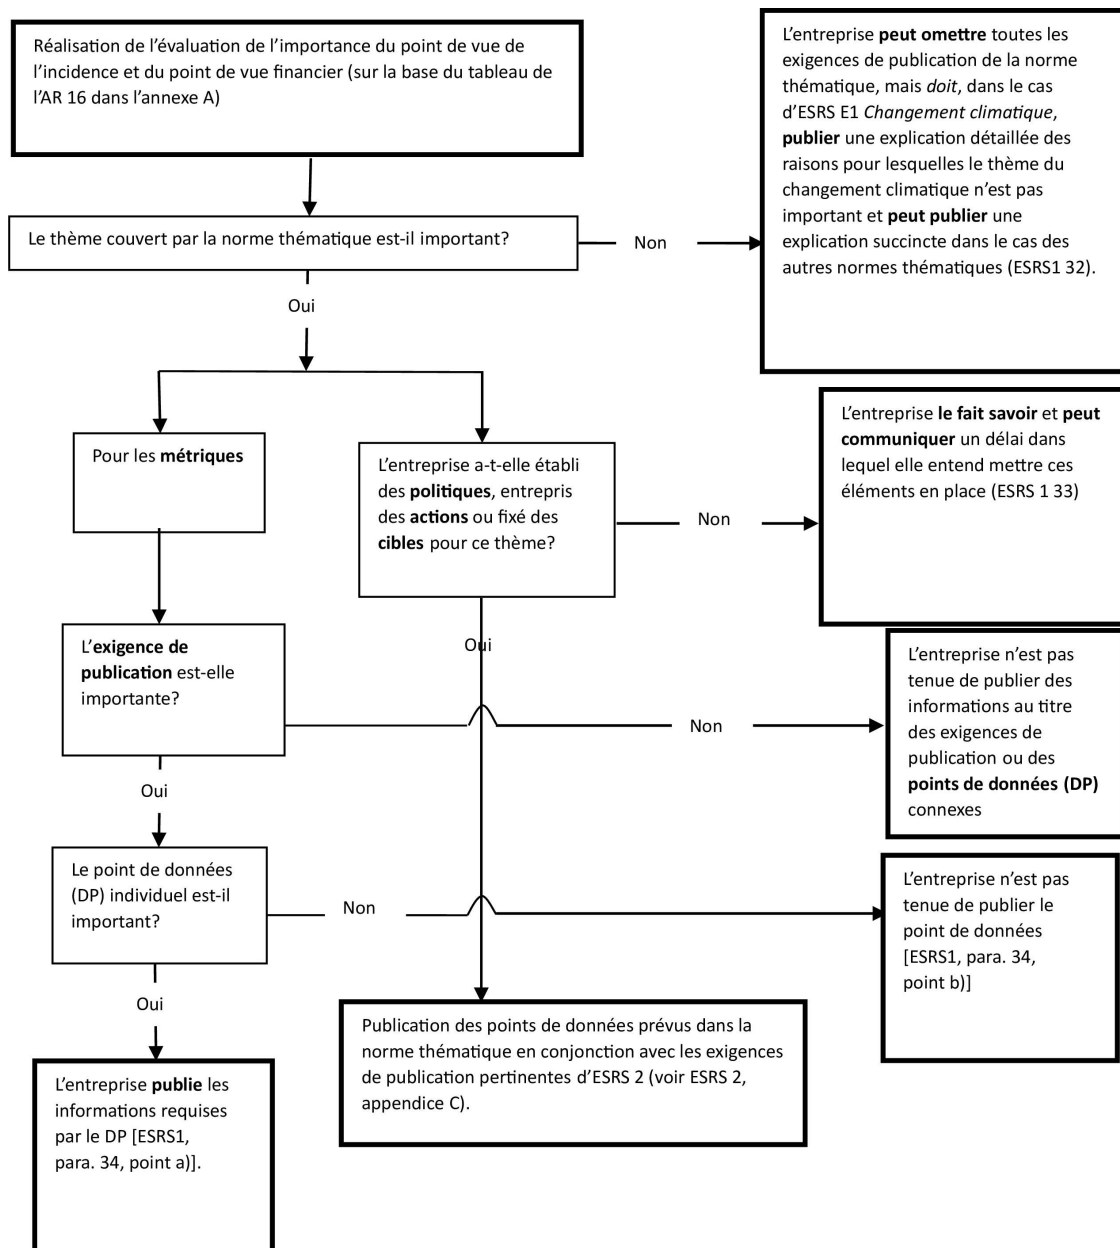 Réalisation de l’évaluation de l’importance du point de vue de
l’incidence et du point de vue financier (sur la base du tableau de
l’AR 16 dans l’annexe A)
L’entreprise peut omettre toutes les
exigences de publication de la norme
thématique, mais doit, dans le cas
d’ESRS E1 Changement climatique,
publier une explication détaillée des
raisons pour lesquelles le thème du
changement climatique n’est pas
important et peut publier une
explication succincte dans le cas des
autres normes thématiques (ESRS1 32).
Le thème couvert par la norme thématique est-il important?
Non
Oui
Pour les métriques
L’entreprise a-t-elle établi
des politiques, entrepris
des actions ou fixé des
cibles pour ce thème?
Non
L’entreprise le fait savoir et peut
communiquer un délai dans
lequel elle entend mettre ces
éléments en place (ESRS 1 33)
Oui
L’exigence de
publication est-elle
importante?
Non
L’entreprise n’est pas
tenue de publier des
informations au titre
des exigences de
publication ou des
points de données (DP)
connexes
Oui
Le point de données
(DP) individuel est-il
important?
Non
L’entreprise n’est pas
tenue de publier le
point de données
[ESRS1, para. 34,
point b)]
Oui
L’entreprise publie les
informations requises
par le DP [ESRS1,
para. 34, point a)].
Publication des points de données prévus dans la
norme thématique en conjonction avec les exigences
de publication pertinentes d’ESRS 2 (voir ESRS 2,
appendice C).